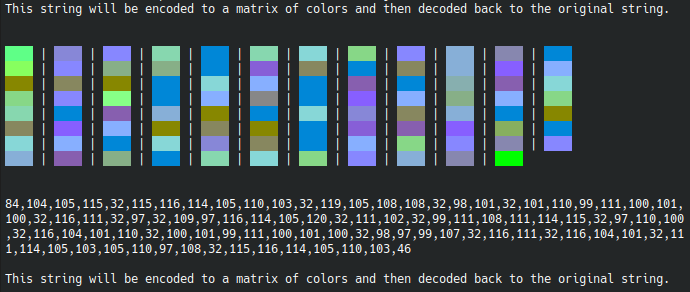 This string will be encoded to a matrix of colors and then decoded back to the original string.
84,104,105,115,32,115,116,114,105,110,103,32,119,105,108,108,32,98,101,32,101,110,99,111,100,101,
100,32,116,111,32,97,32,109,97,116,114,105,120,32,111,102,32,99,111,108,111,114,115,32,97,110,100
,32,116,104,101,110,32,100,101,99,111,100,101,100,32,98,97,99,107,32,116,111,32,116,104,101,32,11
1,114,105,103,105,110,97,108,32,115,116,114,105,110,103,46
This string will be encoded to a matrix of colors and then decoded back to the original string.